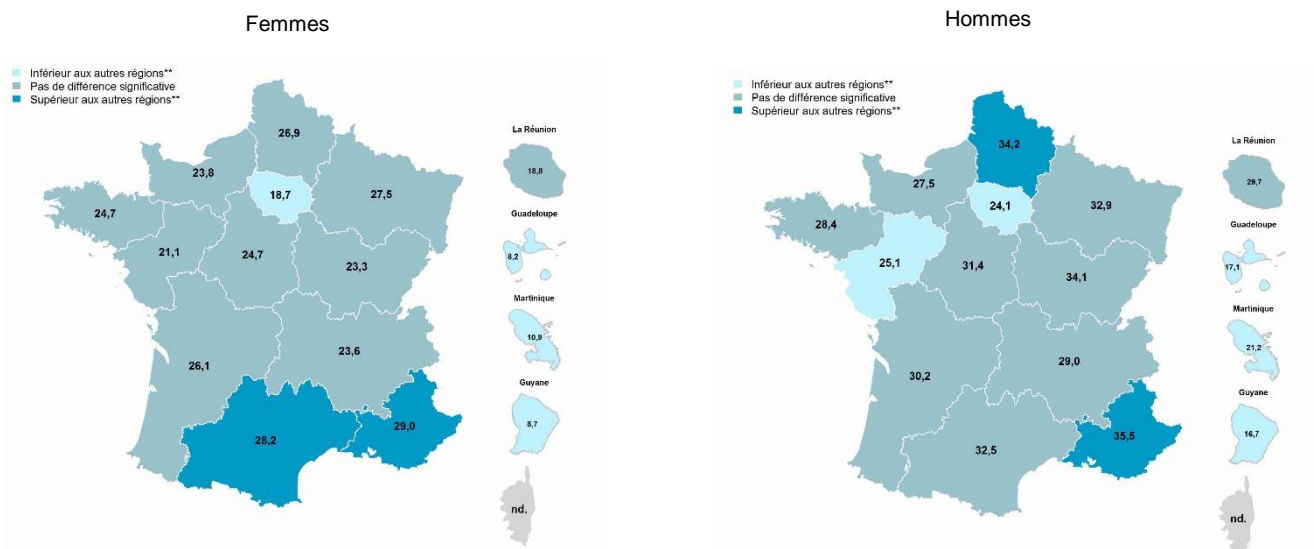 Femmes
Inférieur aux autres régions**
Pas de différence significative
Supérieur aux autres régions**
26,9
23,8
18,7
27,5
24,7
21,1
24,7
23,3
26,1
23,6
28,2
29,0
La Réunion
18,8
Guadeloupe
8,2
Martinique
10,9
Guyane
8,7
nd.
Hommes
Inférieur aux autres régions**
Pas de différence significative
Supérieur aux autres régions**
34,2
27,5
24,1
32,9
28,4
25,1
31,4
34,1
30,2
29,0
32,5
35,5
La Réunion
29,7
Guadeloupe
17,1
Martinique
21,2
Guyane
16,7
nd.